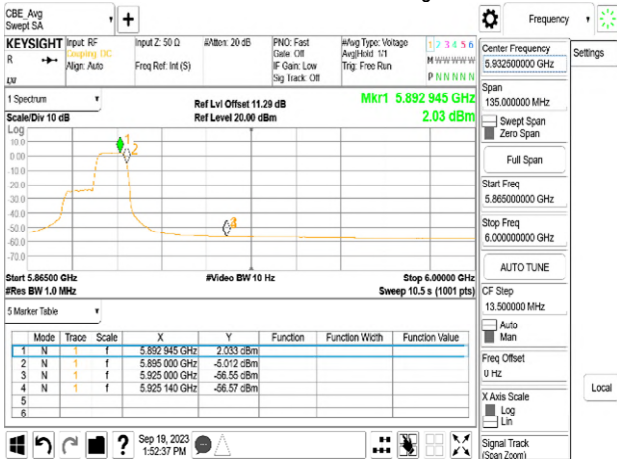 CBE_Avg
Swept SA
Frequency
KEYSIGHT
R
Input: RF
Coupling: DC
Align: Auto
Input Z: 50 Ω
Freq Ref: Int (S)
#Atten: 20 dB
PNO: Fast
Gate: Off
IF Gain: Low
Sig Track: Off
#Avg Type: Voltage
Avg|Hold: 1/1
Trig: Free Run
1 2 3 4 5 6
M W W W W W
P N N N N N
Center Frequency
5.932500000 GHz
Settings
1 Spectrum
Scale/Div 10 dB
Ref Lvl Offset 11.29 dB
Ref Level 20.00 dBm
Mkr1 5.892 945 GHz
2.03 dBm
Span
135.000000 MHz
Swept Span
Zero Span
Full Span
Log
10.0
0.00
-10.0
-20.0
-30.0
-40.0
-50.0
-60.0
-70.0
1
2
Start Freq
5.865000000 GHz
Stop Freq
6.000000000 GHz
AUTO TUNE
Start 5.86500 GHz
#Video BW 10 Hz
Stop 6.00000 GHz
#Res BW 1.0 MHz
Sweep 10.5 s (1001 pts)
CF Step
13.500000 MHz
Auto
Man
5 Marker Table
Mode Trace Scale X Y Function Function Width Function Value
1 N 1 f 5.892 945 GHz 2.033 dBm
2 N 1 f 5.895 000 GHz -5.012 dBm
3 N 1 f 5.925 000 GHz -56.55 dBm
4 N 1 f 5.925 140 GHz -56.57 dBm
5
6
Freq Offset
0 Hz
X Axis Scale
Log
Lin
Local
Signal Track
(Span Zoom)
?
Sep 19, 2023
1:52:37 PM